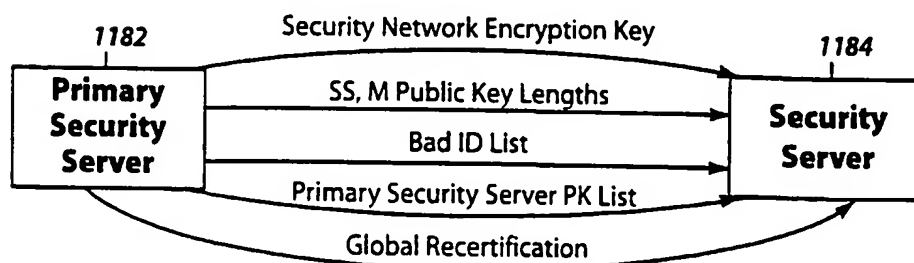 1182
Security Network Encryption Key
1184
Primary
Security
Server
SS, M Public Key Lengths
Bad ID List
Primary Security Server PK List
Global Recertification
Security
Server